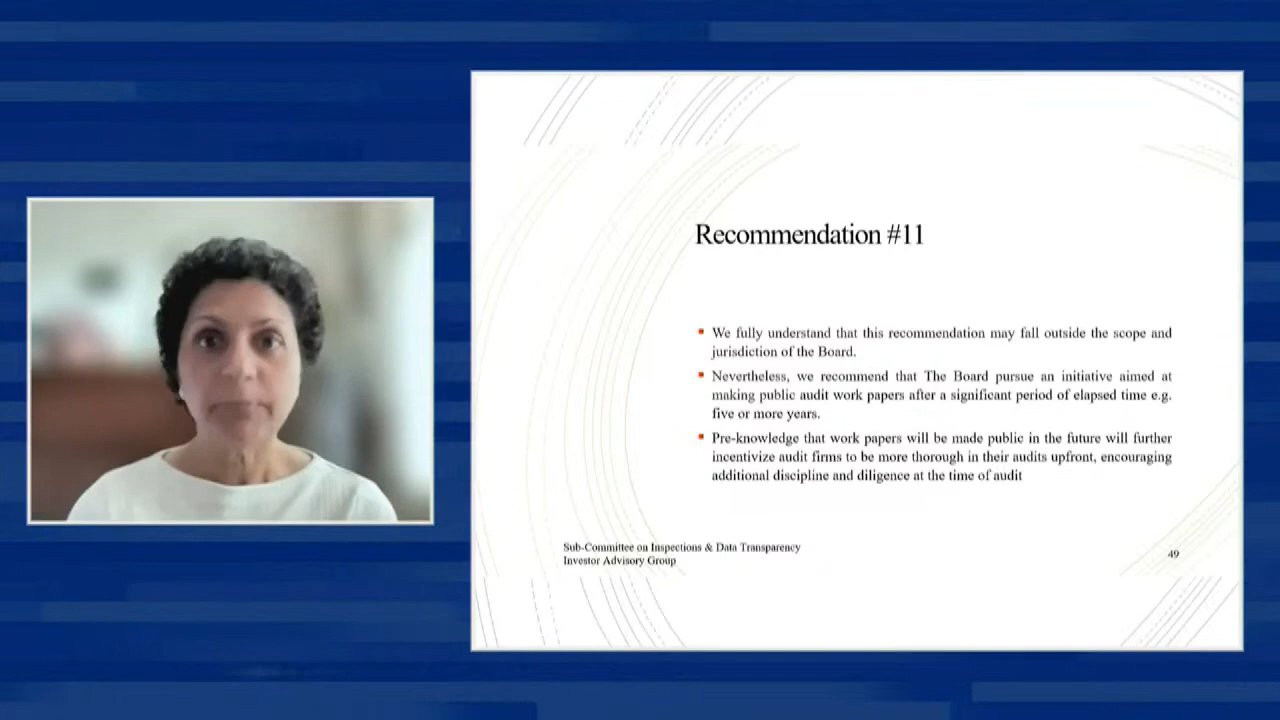 Recommendation #11
We fully understand that this recommendation may fall outside the scope and
jurisdiction of the Board.
Nevertheless, we recommend that The Board pursue an initiative aimed at
making public audit work papers after a significant period of elapsed time e.g.
five or more years.
Pre-knowledge that work papers will be made public in the future will further
incentivize audit firms to be more thorough in their audits upfront, encouraging
additional discipline and diligence at the time of audit
Sub-Committee on Inspections & Data Transparency
Investor Advisory Group
49